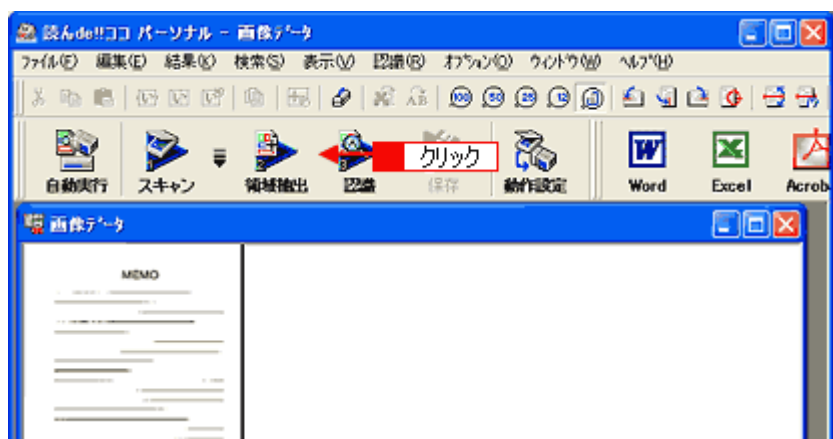 読んde!!ココ パーソナル - 画像データ
ファイル(F) 編集(E) 結果(K) 検索(S) 表示(V) 認識(R) オプション(O) ウィンドウ(W) ヘルプ(H)
100 50 25 12
クリック
自動実行 スキャン 領域抽出 認識 保存 動作設定 Word Excel Acrob
画像データ
MEMO